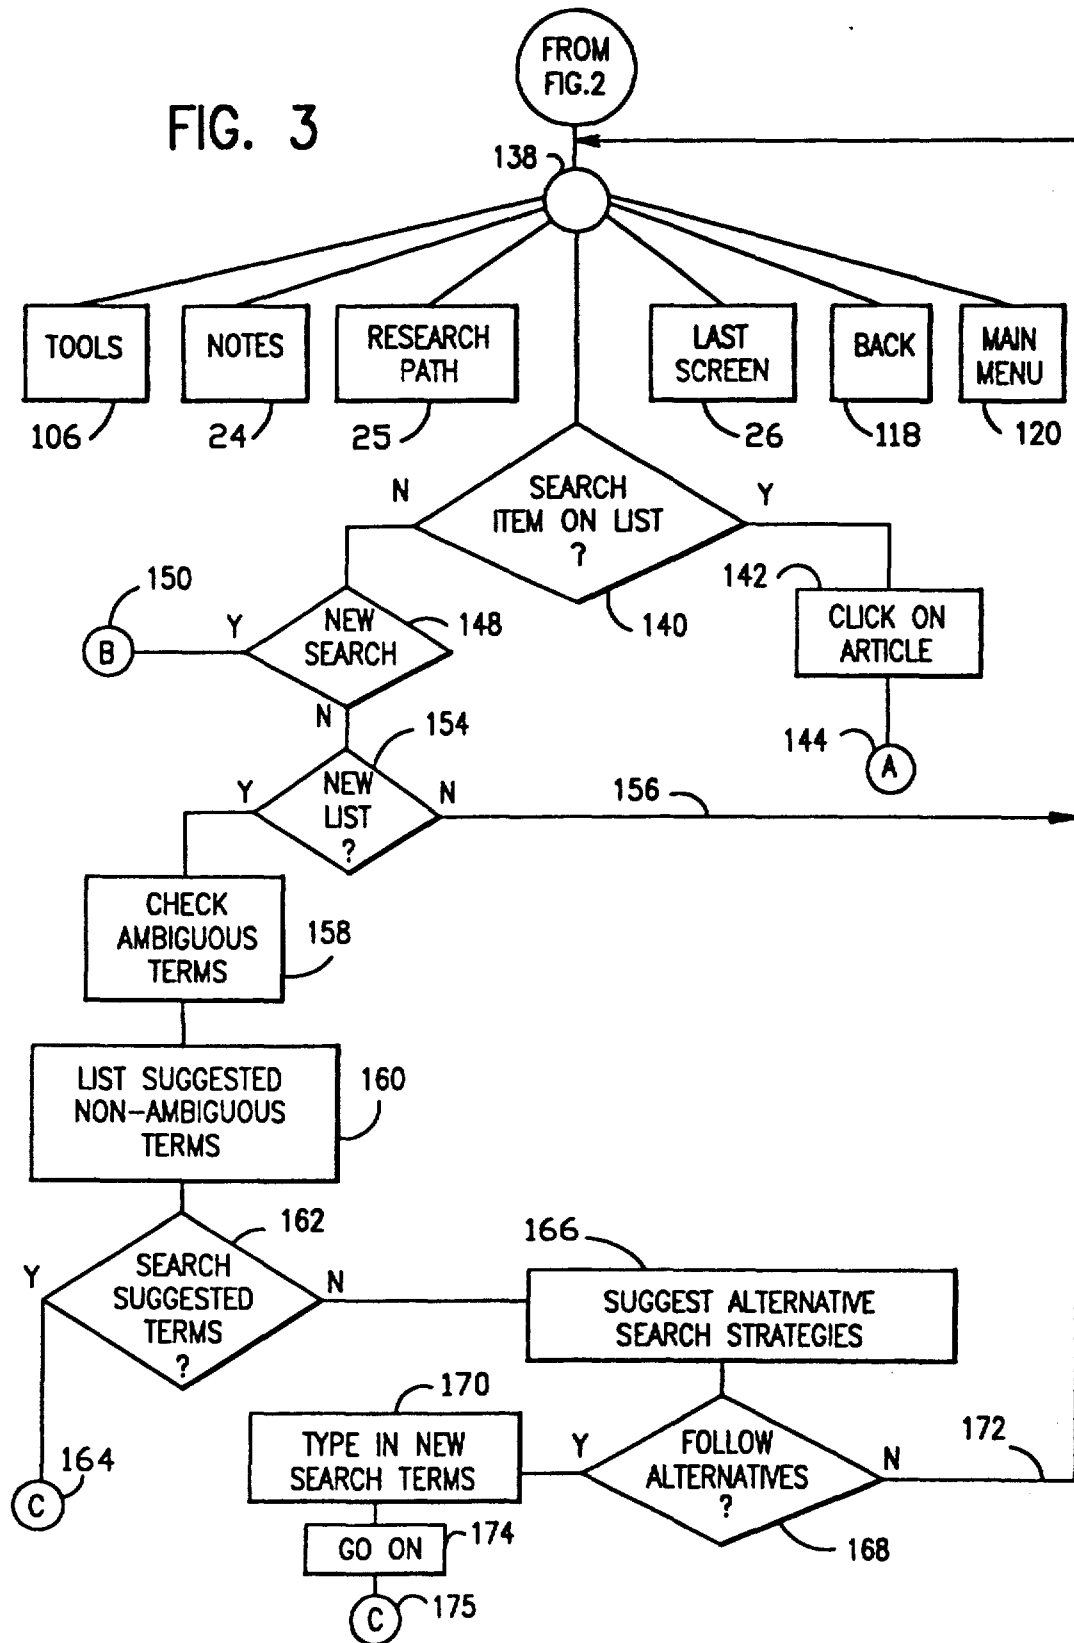 FROM
FIG.2
FIG. 3
138
TOOLS
NOTES
RESEARCH
PATH
LAST
SCREEN
BACK
MAIN
MENU
106
24
25
26
118
120
N
SEARCH
ITEM ON LIST
?
Y
140
142
CLICK ON
ARTICLE
144
A
150
B
Y
NEW
SEARCH
148
N
154
Y
NEW
LIST
?
N
156
CHECK
AMBIGUOUS
TERMS
158
LIST SUGGESTED
NON-AMBIGUOUS
TERMS
160
162
Y
SEARCH
SUGGESTED
TERMS
?
N
166
SUGGEST ALTERNATIVE
SEARCH STRATEGIES
164
C
170
TYPE IN NEW
SEARCH TERMS
Y
FOLLOW
ALTERNATIVES
?
N
172
168
GO ON
174
C
175